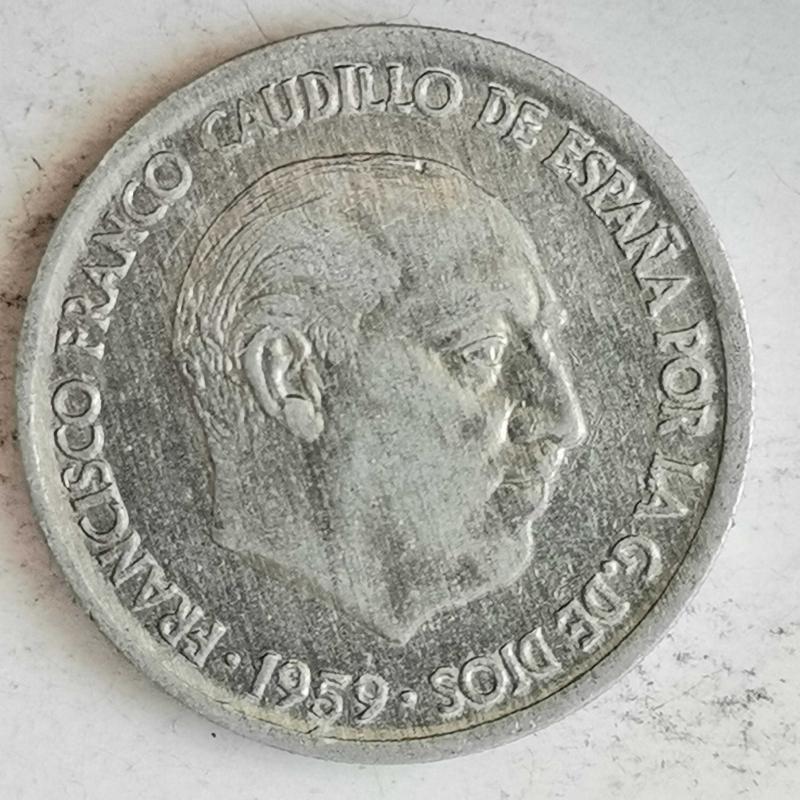 FRANCISCO FRANCO CAUDILLO DE ESPAÑA POR LA G. DE DIOS
· 1959 ·